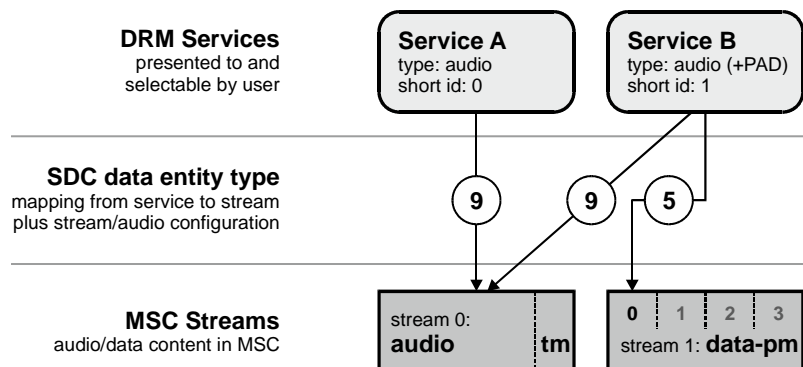 DRM Services
presented to and
selectable by user
Service A
type: audio
short id: 0
Service B
type: audio (+PAD)
short id: 1
SDC data entity type
mapping from service to stream
plus stream/audio configuration
9
9
5
MSC Streams
audio/data content in MSC
stream 0:
audio
tm
0 1 2 3
stream 1: data-pm